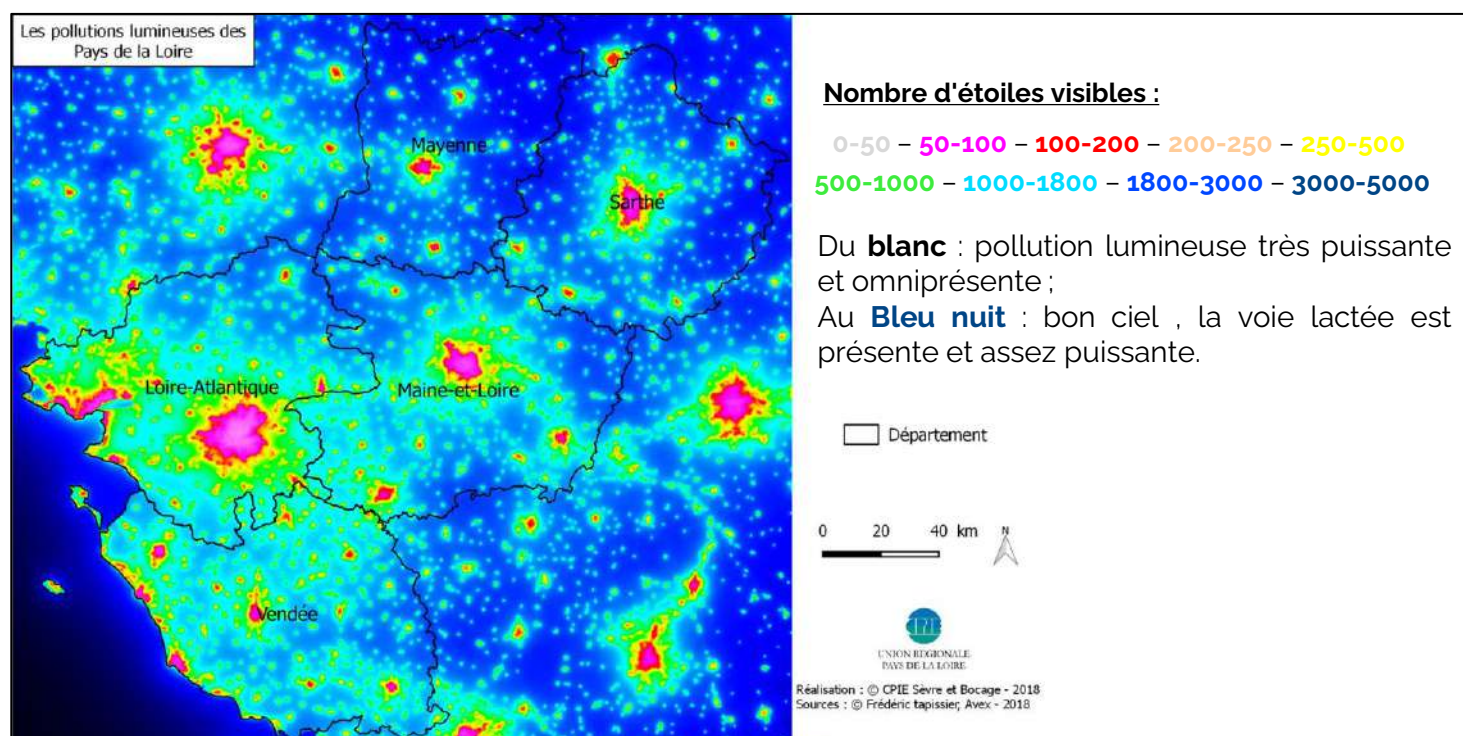 Les pollutions lumineuses des
Pays de la Loire
Mayenne
Sarthe
Loire-Atlantique
Maine-et-Loire
Vendée
Nombre d'étoiles visibles :
0-50 – 50-100 – 100-200 – 200-250 – 250-500
500-1000 – 1000-1800 – 1800-3000 – 3000-5000
Du blanc : pollution lumineuse très puissante
et omniprésente ;
Au Bleu nuit : bon ciel , la voie lactée est
présente et assez puissante.
Département
0 20 40 km N
CPIE
UNION REGIONALE
PAYS DE LA LOIRE
Réalisation : © CPIE Sèvre et Bocage - 2018
Sources : © Frédéric tapissier, Avex - 2018